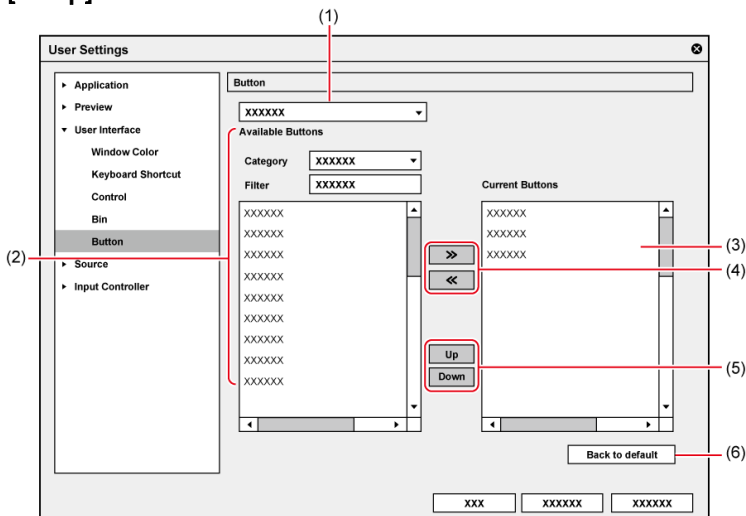 (1)
User Settings
Application
Preview
User Interface
Window Color
Keyboard Shortcut
Control
Bin
Button
Source
Input Controller
Button
XXXXXX
Available Buttons
Category XXXXXX
Filter XXXXXX
XXXXXX
XXXXXX
XXXXXX
XXXXXX
XXXXXX
XXXXXX
XXXXXX
XXXXXX
XXXXXX
(2)
>>
<<
(4)
Up
Down
(5)
Current Buttons
XXXXXX
XXXXXX
XXXXXX
(3)
Back to default
(6)
XXX XXXXXX XXXXXX